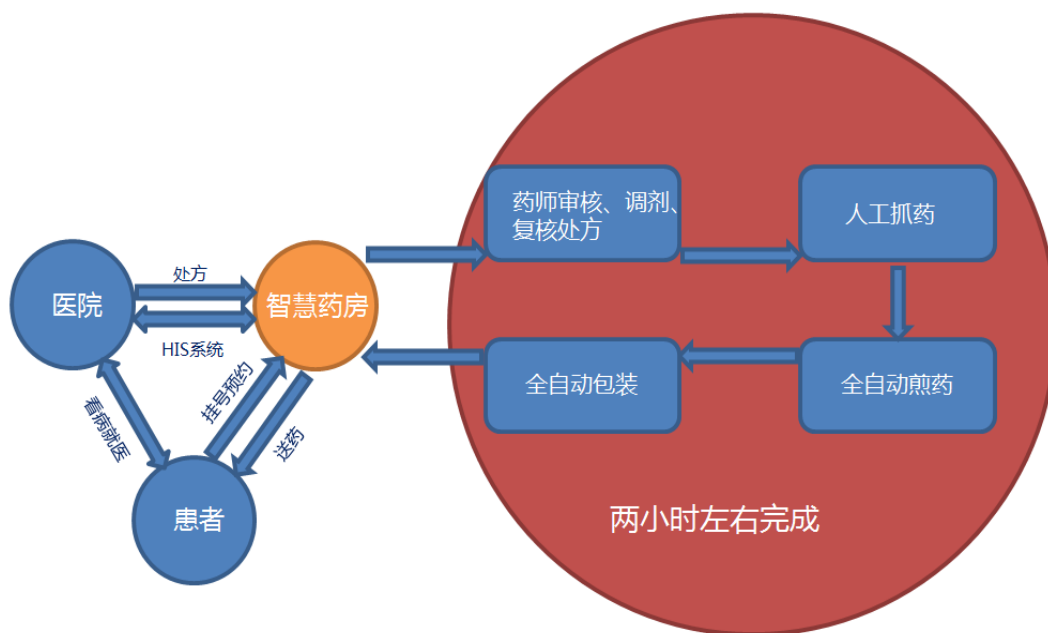 药师审核、调剂、
复核处方
人工抓药
处方
医院
智慧药房
HIS系统
全自动包装
全自动煎药
挂号预约
看病就医
送药
患者
两小时左右完成